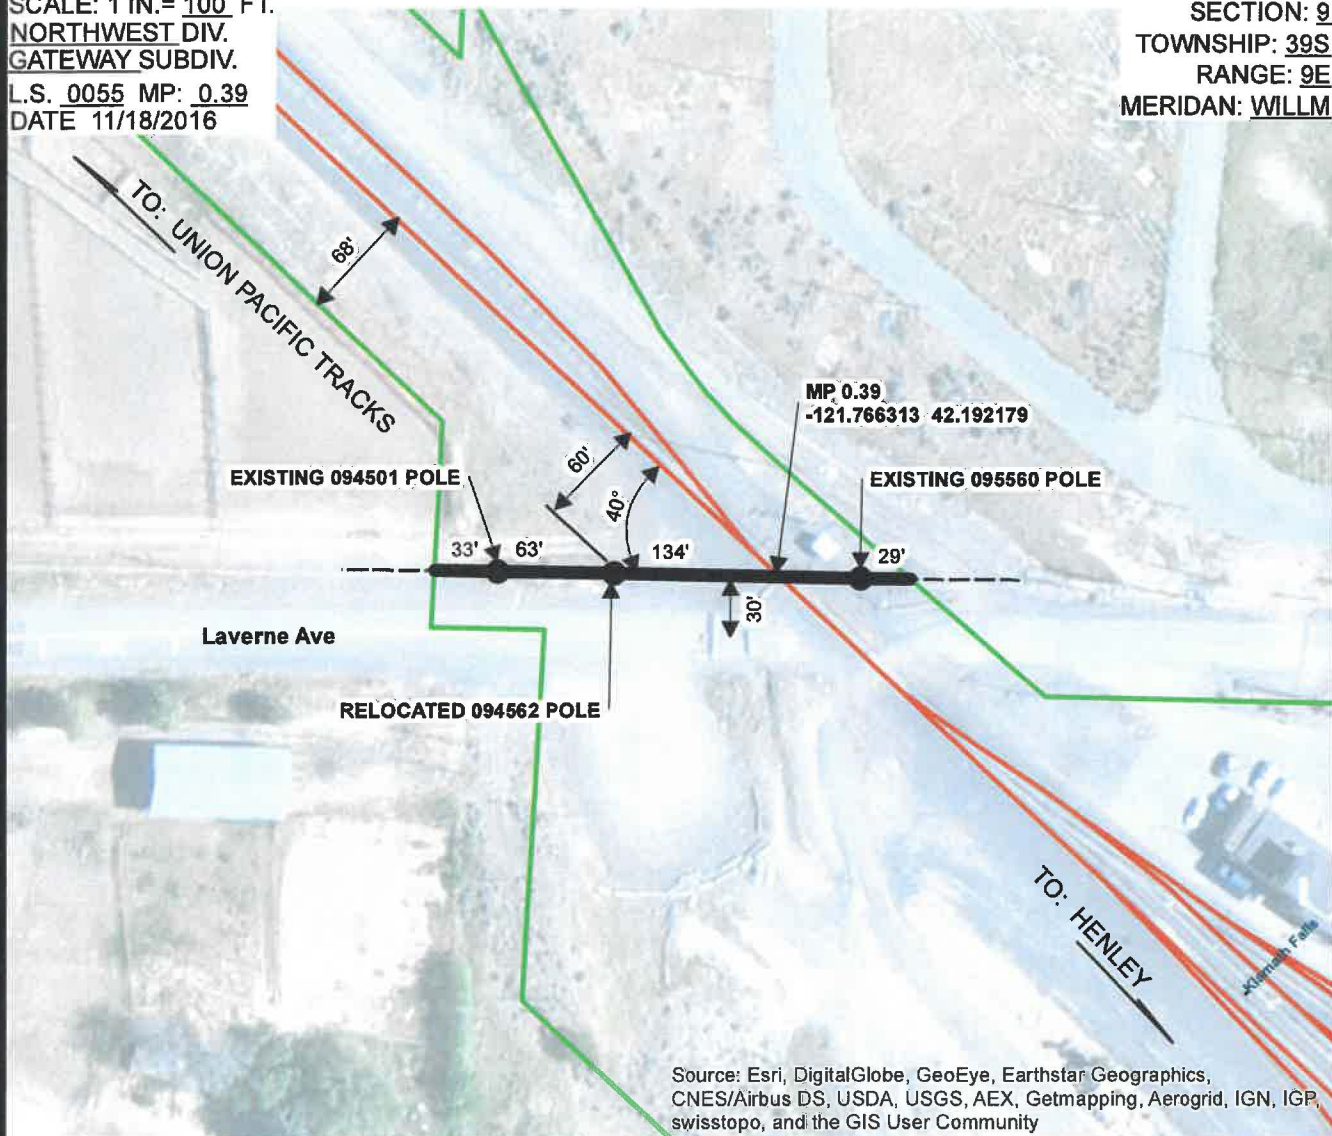 SCALE: 1 IN.= 100 FT.
NORTHWEST DIV.
GATEWAY SUBDIV.
L.S. 0055 MP: 0.39
DATE 11/18/2016
SECTION: 9
TOWNSHIP: 39S
RANGE: 9E
MERIDAN: WILLM
TO: UNION PACIFIC TRACKS
68'
MP 0.39
-121.766313 42.192179
60'
40°
EXISTING 094501 POLE
EXISTING 095560 POLE
33'
63'
134'
29'
30'
Laverne Ave
RELOCATED 094562 POLE
TO: HENLEY
Klamath Falls
Source: Esri, DigitalGlobe, GeoEye, Earthstar Geographics,
CNES/Airbus DS, USDA, USGS, AEX, Getmapping, Aerogrid, IGN, IGP,
swisstopo, and the GIS User Community